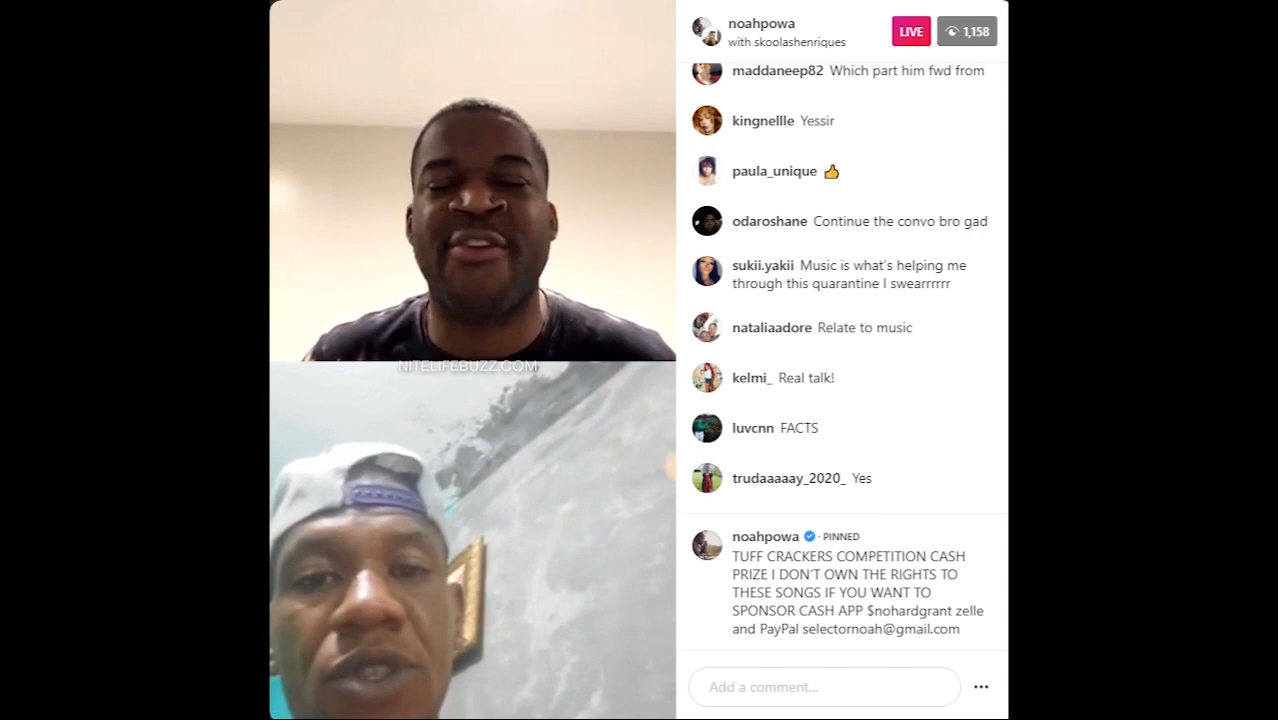 noahpowa
with skoolashenriques
LIVE
1,158
maddaneep82 Which part him fwd from
kingnellle Yessir
paula_unique 👍
odaroshane Continue the convo bro gad
sukii.yakii Music is what's helping me
through this quarantine I swearrrrrr
nataliaadore Relate to music
kelmi_ Real talk!
luvcnn FACTS
trudaaaaay_2020_ Yes
noahpowa · PINNED
TUFF CRACKERS COMPETITION CASH
PRIZE I DON'T OWN THE RIGHTS TO
THESE SONGS IF YOU WANT TO
SPONSOR CASH APP $nohardgrant zelle
and PayPal selectornoah@gmail.com
Add a comment...
NITELIFEBUZZ.COM